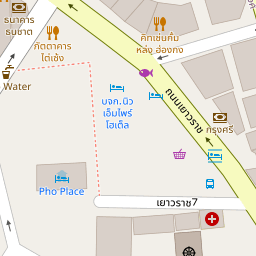 ธนาคาร
ธนชาต
ภัตตาคาร
ไต่เซ้ง
คิทเช่นทิ้ม
หล่ง ฮ่องกง
Water
บจก.นิว
เอ็มไพร์
โฮเต็ล
ถนนเยาวราช
กรุงศรี
Pho Place
เยาวราช7